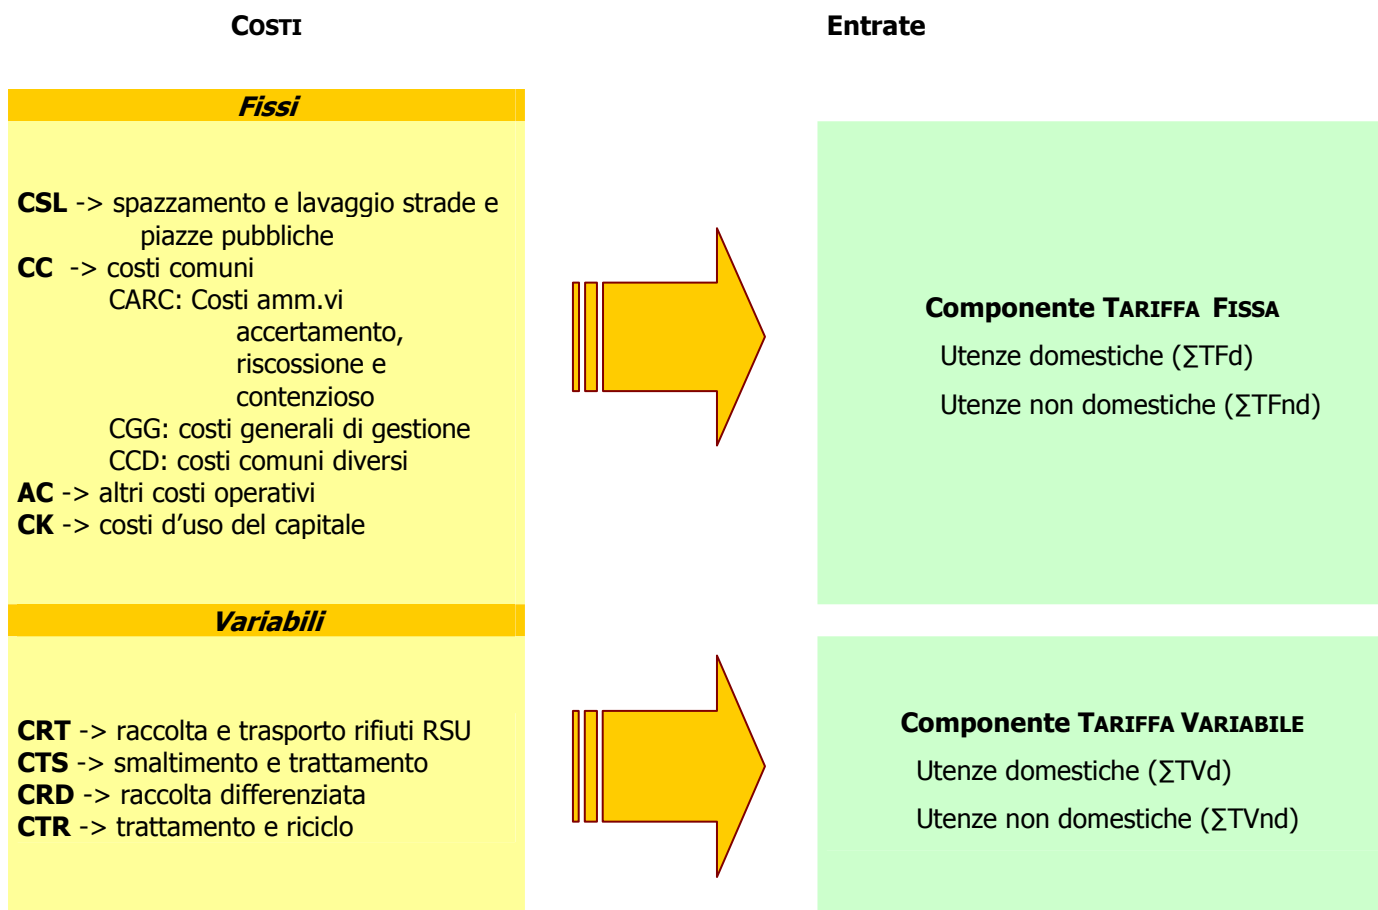 COSTI
Entrate
Fissi
CSL -> spazzamento e lavaggio strade e
piazze pubbliche
CC -> costi comuni
CARC: Costi amm.vi
accertamento,
riscossione e
contenzioso
CGG: costi generali di gestione
CCD: costi comuni diversi
AC -> altri costi operativi
CK -> costi d’uso del capitale
Componente TARIFFA FISSA
Utenze domestiche (∑TFd)
Utenze non domestiche (∑TFnd)
Variabili
CRT -> raccolta e trasporto rifiuti RSU
CTS -> smaltimento e trattamento
CRD -> raccolta differenziata
CTR -> trattamento e riciclo
Componente TARIFFA VARIABILE
Utenze domestiche (∑TVd)
Utenze non domestiche (∑TVnd)